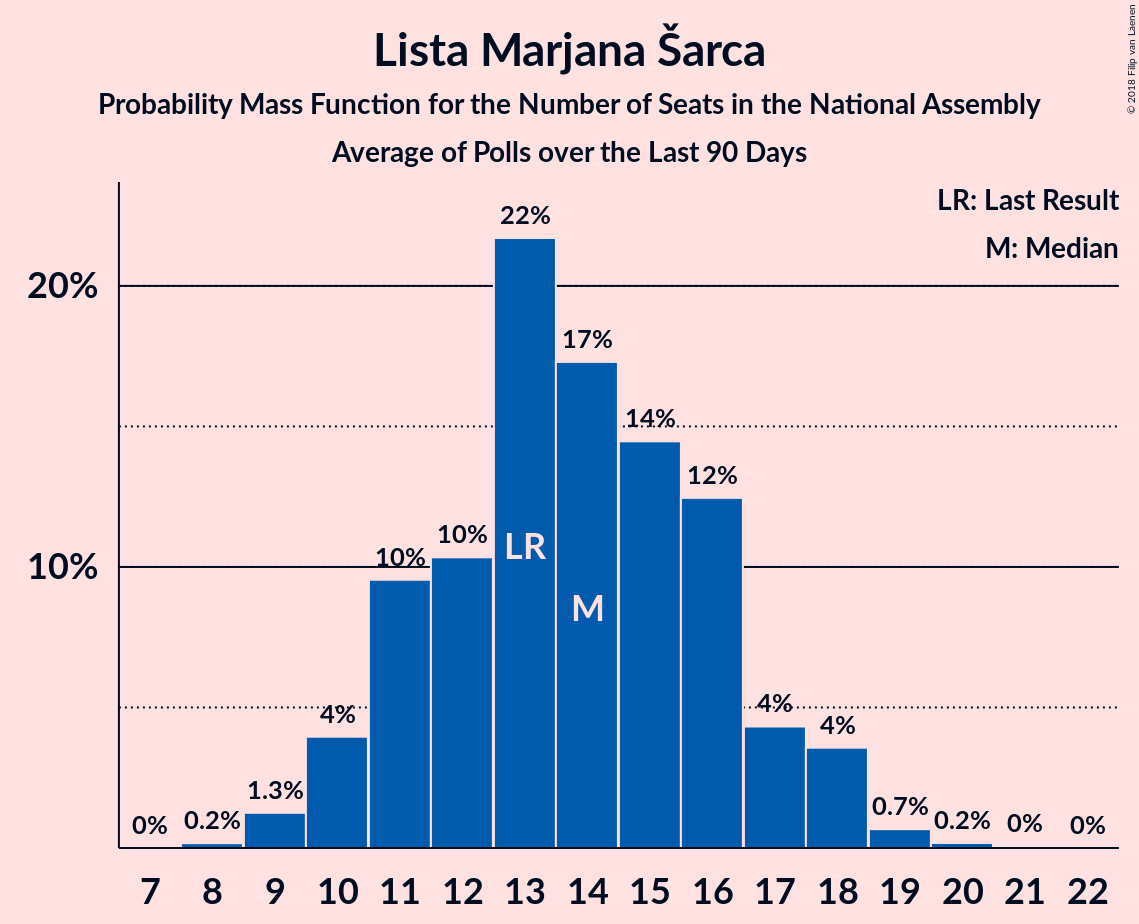 Lista Marjana Šarca
Probability Mass Function for the Number of Seats in the National Assembly
Average of Polls over the Last 90 Days
© 2018 Filip van Laenen
LR: Last Result
M: Median
20%
10%
0%
0.2%
1.3%
4%
10%
10%
22%
17%
14%
12%
4%
4%
0.7%
0.2%
0%
0%
LR
M
7 8 9 10 11 12 13 14 15 16 17 18 19 20 21 22